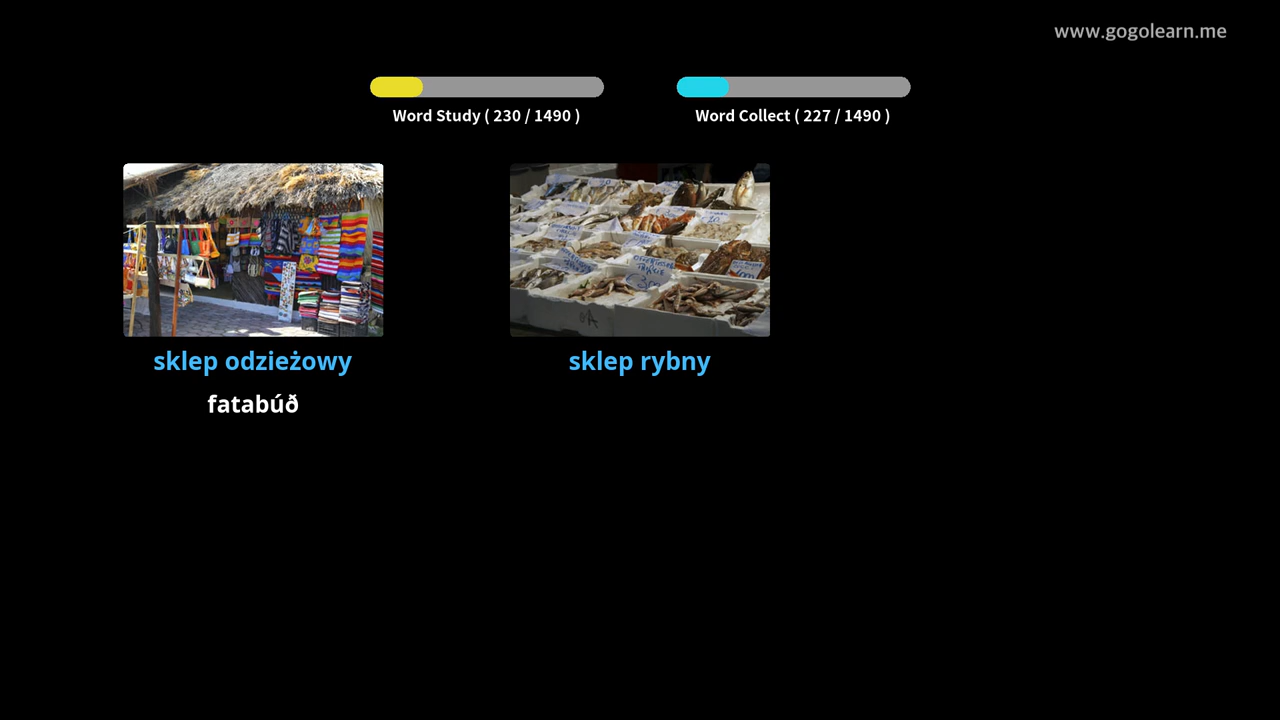 www.gogolearn.me
Word Study ( 230 / 1490 )
Word Collect ( 227 / 1490 )
sklep odzieżowy
sklep rybny
fatabúð